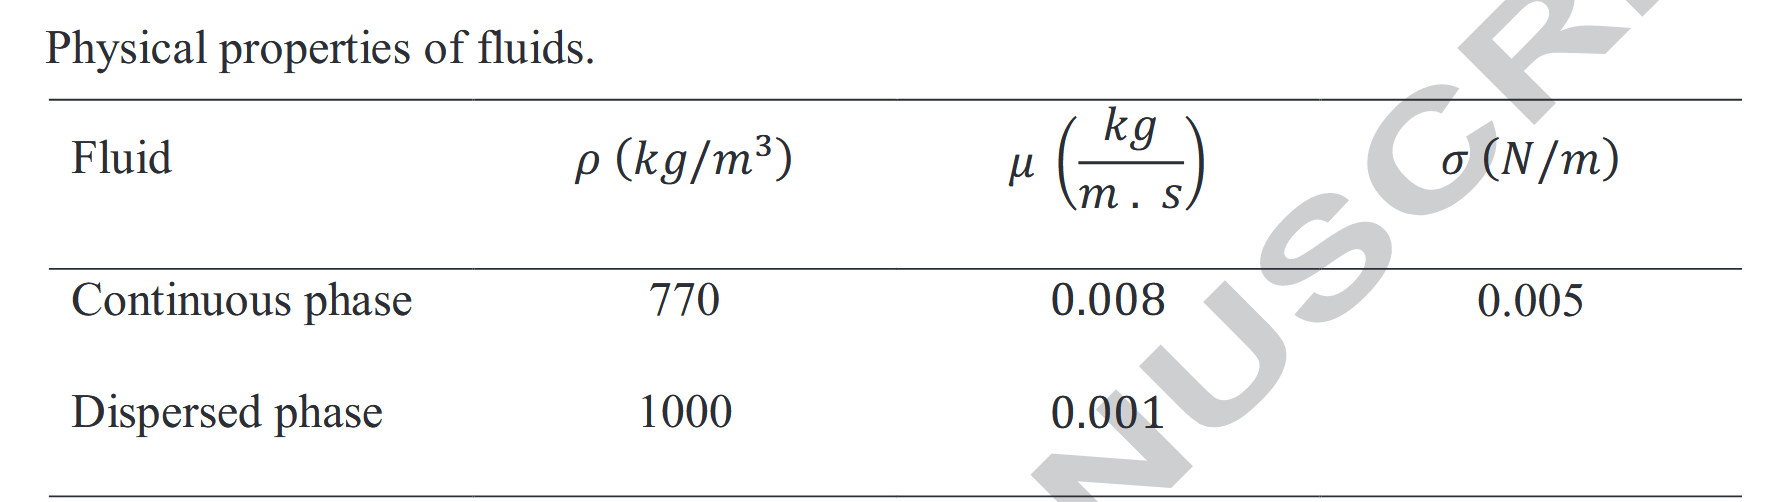 Physical properties of fluids.
Fluid ρ (kg/m³) μ (kg/m . s) σ (N/m)
Continuous phase 770 0.008 0.005
Dispersed phase 1000 0.001
NUSCR